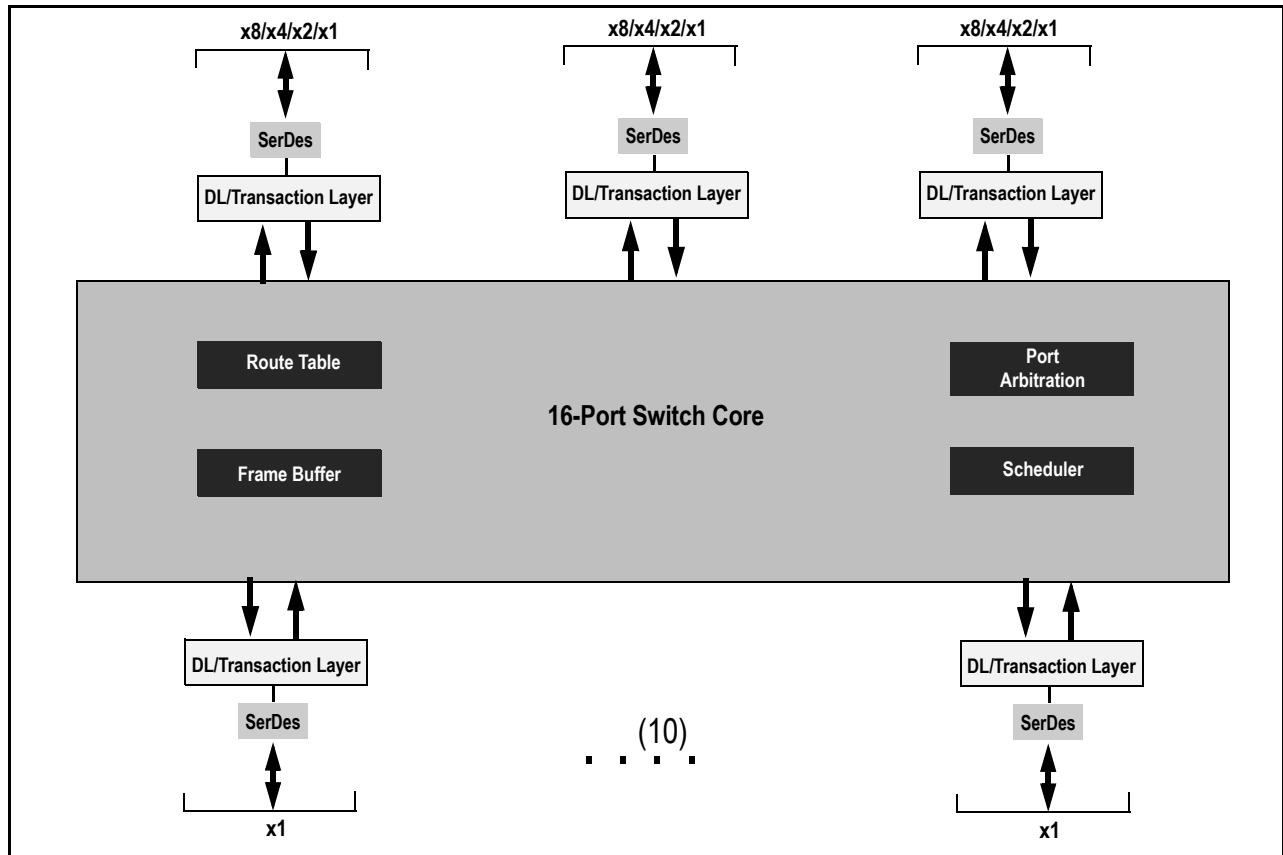 x8/x4/x2/x1
x8/x4/x2/x1
x8/x4/x2/x1
SerDes
SerDes
SerDes
DL/Transaction Layer
DL/Transaction Layer
DL/Transaction Layer
Route Table
Port
Arbitration
16-Port Switch Core
Frame Buffer
Scheduler
DL/Transaction Layer
DL/Transaction Layer
SerDes
SerDes
(10)
. . . .
x1
x1